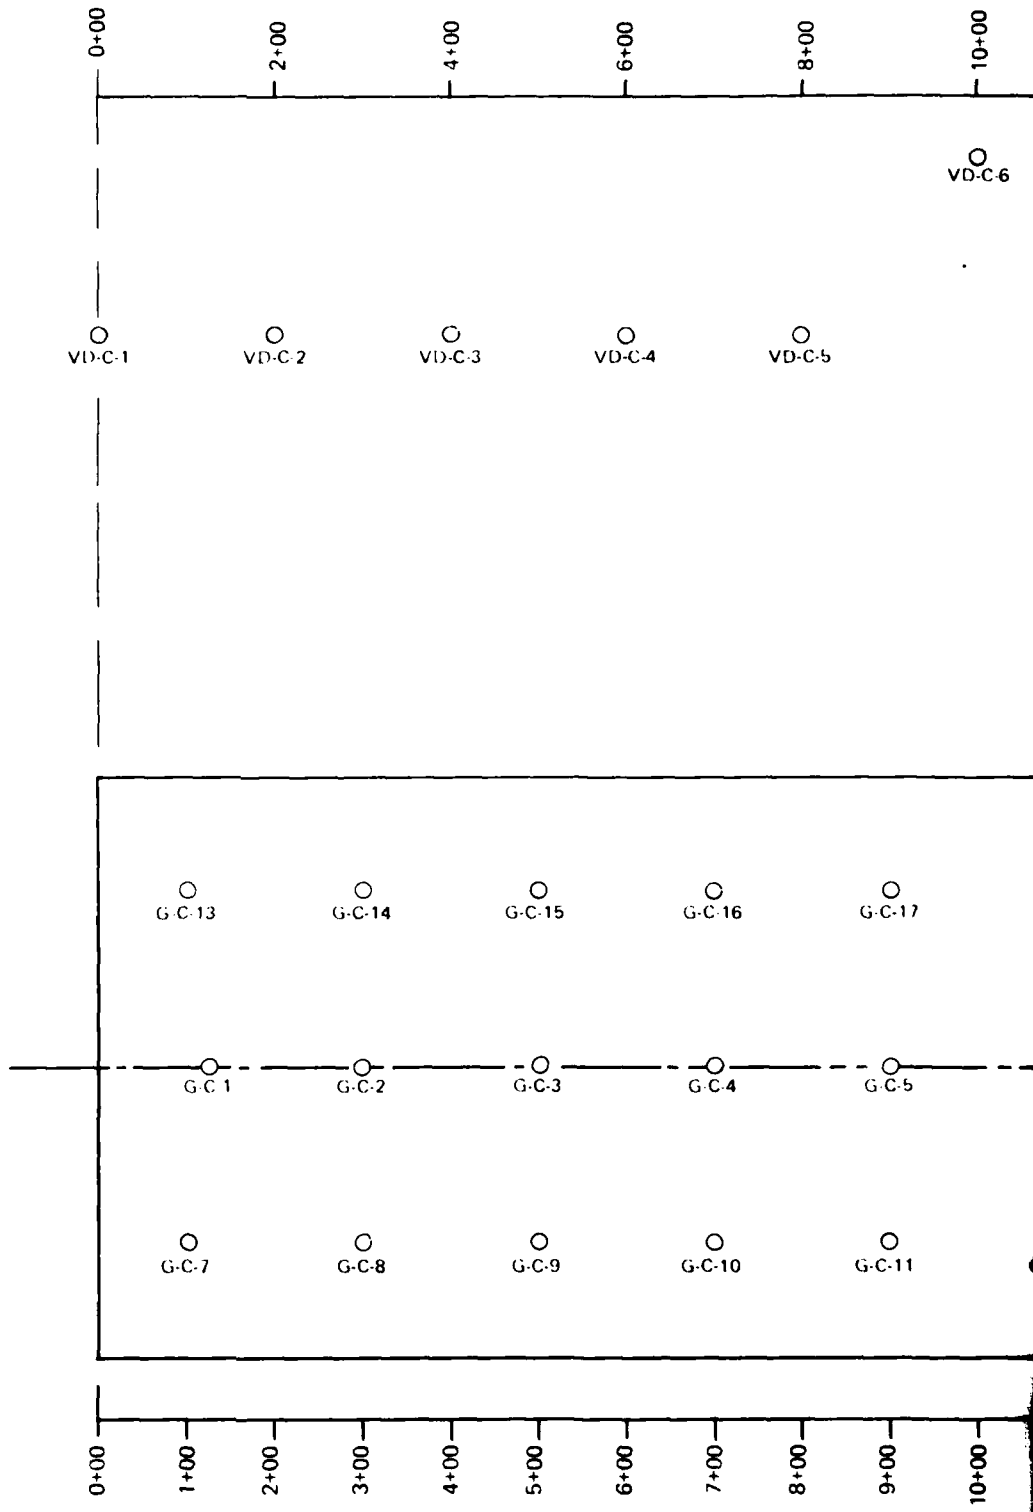 0+00 2+00 4+00 6+00 8+00 10+00
VD-C-6
VD-C-1 VD-C-2 VD-C-3 VD-C-4 VD-C-5
G-C-13 G-C-14 G-C-15 G-C-16 G-C-17
G-C-1 G-C-2 G-C-3 G-C-4 G-C-5
G-C-7 G-C-8 G-C-9 G-C-10 G-C-11
0+00 1+00 2+00 3+00 4+00 5+00 6+00 7+00 8+00 9+00 10+00